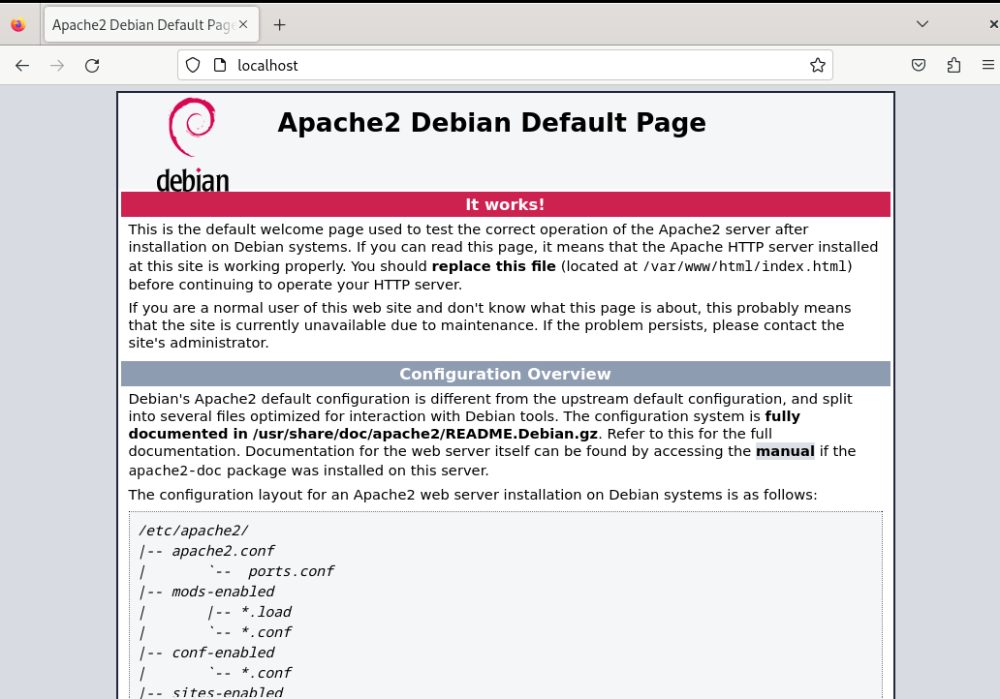 Apache2 Debian Default Pag
localhost
Apache2 Debian Default Page
debian
It works!
This is the default welcome page used to test the correct operation of the Apache2 server after
installation on Debian systems. If you can read this page, it means that the Apache HTTP server installed
at this site is working properly. You should replace this file (located at /var/www/html/index.html)
before continuing to operate your HTTP server.
If you are a normal user of this web site and don't know what this page is about, this probably means
that the site is currently unavailable due to maintenance. If the problem persists, please contact the
site's administrator.
Configuration Overview
Debian's Apache2 default configuration is different from the upstream default configuration, and split
into several files optimized for interaction with Debian tools. The configuration system is fully
documented in /usr/share/doc/apache2/README.Debian.gz. Refer to this for the full
documentation. Documentation for the web server itself can be found by accessing the manual if the
apache2-doc package was installed on this server.
The configuration layout for an Apache2 web server installation on Debian systems is as follows:
/etc/apache2/
|-- apache2.conf
|       `--  ports.conf
|-- mods-enabled
|       |-- *.load
|       `-- *.conf
|-- conf-enabled
|       `-- *.conf
|-- sites-enabled